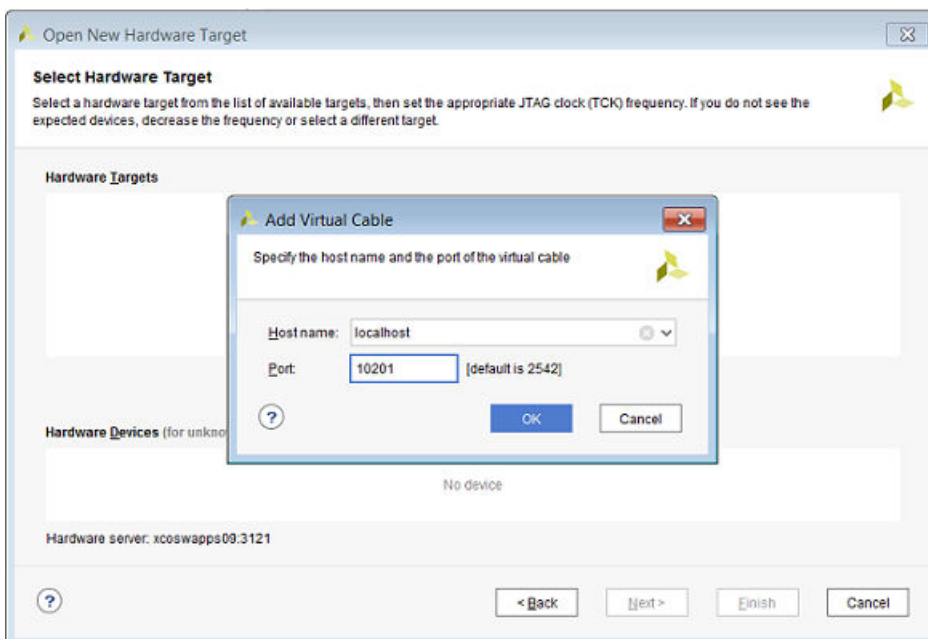 Open New Hardware Target
Select Hardware Target
Select a hardware target from the list of available targets, then set the appropriate JTAG clock (TCK) frequency. If you do not see the
expected devices, decrease the frequency or select a different target.
Hardware Targets
Add Virtual Cable
Specify the host name and the port of the virtual cable
Host name: localhost
Port: 10201 [default is 2542]
? OK Cancel
Hardware Devices (for unkno
No device
Hardware server: xcoswapps09:3121
? < Back Next > Finish Cancel